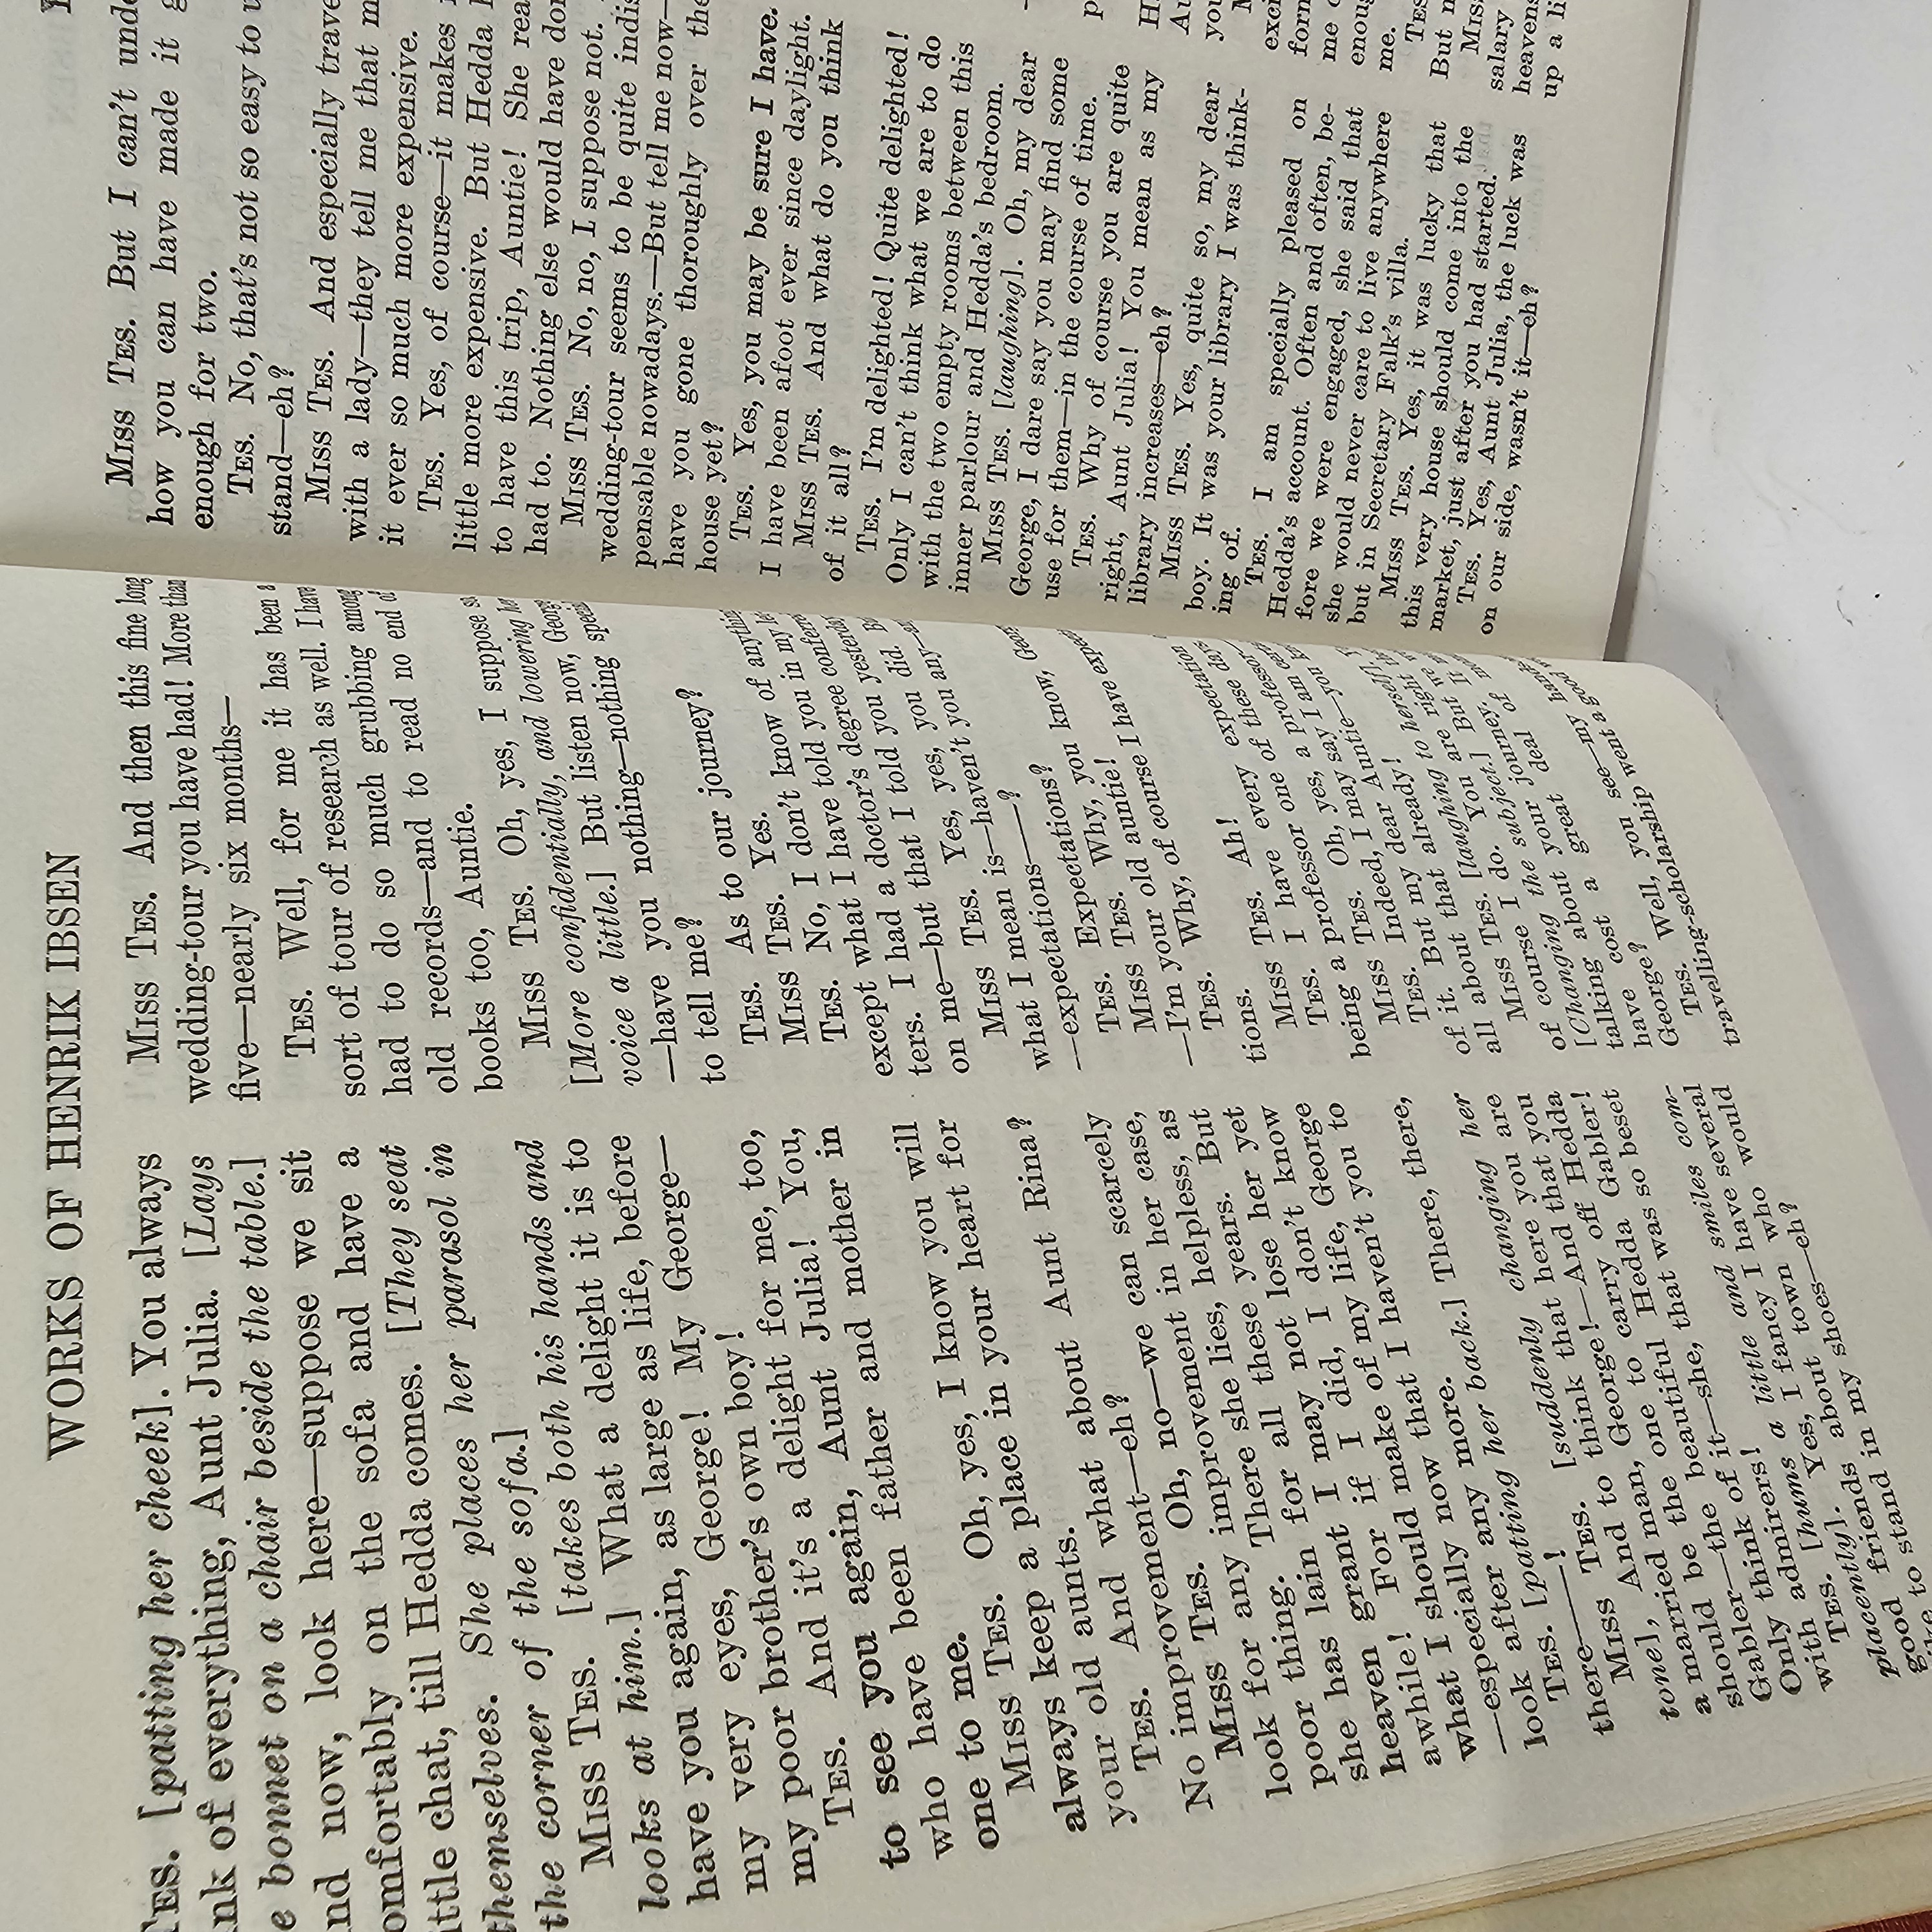 WORKS OF HENRIK IBSEN
TES. [patting her cheek]. You always
of everything, Aunt Julia. [Lays
bonnet on a chair beside the table.]
now, look here—suppose we sit
on the sofa and have a
chat, till Hedda comes. [They seat
themselves. She places her parasol in
the corner of the sofa.]
MISS TES. [takes both his hands and
looks at him.] What a delight it is to
have you again, as large as life, before
my very eyes, George! My George—
my poor brother's own boy!
TES. And it's a delight for me, too,
to see you again, Aunt Julia! You,
who have been father and mother in
one to me.
MISS TES. Oh, yes, I know you will
always keep a place in your heart for
your old aunts.
TES. And what about Aunt Rina?
No improvement—eh?
MISS TES. Oh, no—we can scarcely
look for any improvement in her case,
poor thing. There she lies, helpless, as
she has lain for all these years. But
heaven grant I may not lose her yet
awhile! For if I did, I don't know
what I should make of my life, George
—especially now that I haven't you to
look after any more.
TES. [patting her back.] There, there,
there——!
MISS TES. [suddenly changing her
tone], And to think that here you are
a married man, George!—And that you
should be the one to carry off Hedda
Gabler—the beautiful Hedda Gabler!
Only think of it—she, that was so beset
with admirers!
TES. [hums a little and smiles com-
placently]. Yes, I fancy I have several
good friends about town who would
to stand in my shoes—eh?
MISS TES. And then this fine long
wedding-tour you have had! More than
five—nearly six months—
TES. Well, for me it has been a
sort of tour of research as well. I have
had to do so much grubbing among
old records—and to read no end of
books too, Auntie.
MISS TES. Oh, yes, I suppose so.
[More confidentially, and lowering her
voice a little.] But listen now, George
—have you nothing—nothing special
to tell me?
TES. As to our journey?
MISS TES. Yes.
TES. No, I don't know of anything
except what I have told you in my let-
ters. I had a doctor's degree conferred
on me—but that I told you yesterday.
MISS TES. Yes, yes, you did. But
what I mean is—haven't you any—
—expectations——?
TES. Expectations?
MISS TES. Why, you know, George
—I'm your old auntie!
TES. Why, of course I have expecta-
tions.
MISS TES. Ah!
TES. I have every expectation of
being a professor one of these days.
MISS TES. Oh, yes, a professor—
TES. Indeed, I may say I am certain
of it. But my dear Auntie—you know
all about that already!
MISS TES. [laughing to herself]. Yes,
of course I do. You are right there.
[Changing the subject.] But we were
talking about your journey. It must
have cost a great deal of money,
George?
TES. Well, you see—my handsome
travelling-scholarship went a good way.
MISS TES. But I can't
how you can have made it
enough for two.
TES. No, that's not so easy to
stand—eh?
MISS TES. And especially
with a lady—they tell me that
it ever so much more expensive.
TES. Yes, of course—it makes
little more expensive. But Hedda
to have this trip, Auntie! She
had to. Nothing else would have
MISS TES. No, no, I suppose not.
wedding-tour seems to be quite indis-
pensable nowadays.—But tell me now—
have you gone thoroughly over the
house yet?
TES. Yes, you may be sure I have.
I have been afoot ever since daylight.
MISS TES. And what do you think
of it all?
TES. I'm delighted! Quite delighted!
Only I can't think what we are to do
with the two empty rooms between this
inner parlour and Hedda's bedroom.
MISS TES. [laughing]. Oh, my dear
George, I dare say you may find some
use for them—in the course of time.
TES. Why of course you are quite
right, Aunt Julia! You mean as my
library increases—eh?
MISS TES. Yes, quite so, my dear
boy. It was your library I was think-
ing of.
TES. I am specially pleased on
Hedda's account. Often and often, be-
fore we were engaged, she said that
she would never care to live anywhere
but in Secretary Falk's villa.
MISS TES. Yes, it was lucky that
this very house should come into the
market, just after you had started.
TES. Yes, Aunt Julia, the luck was
on our side, wasn't it—eh?
me
me.
TES
But
salary
up a